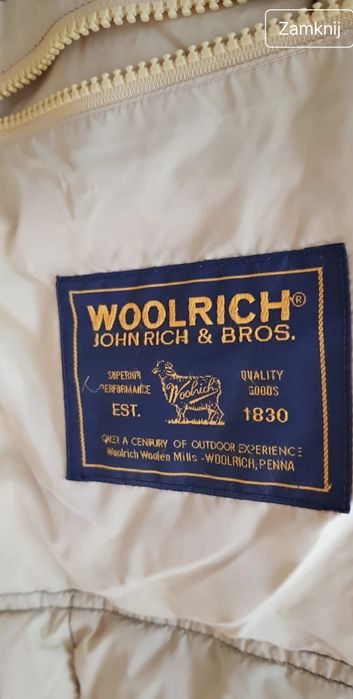 Zamknij
WOOLRICH®
JOHN RICH & BROS.
SUPERIOR
PERFORMANCE
QUALITY
GOODS
Woolrich
EST.
1830
OVER A CENTURY OF OUTDOOR EXPERIENCE
Woolrich Woolen Mills -WOOLRICH, PENNA